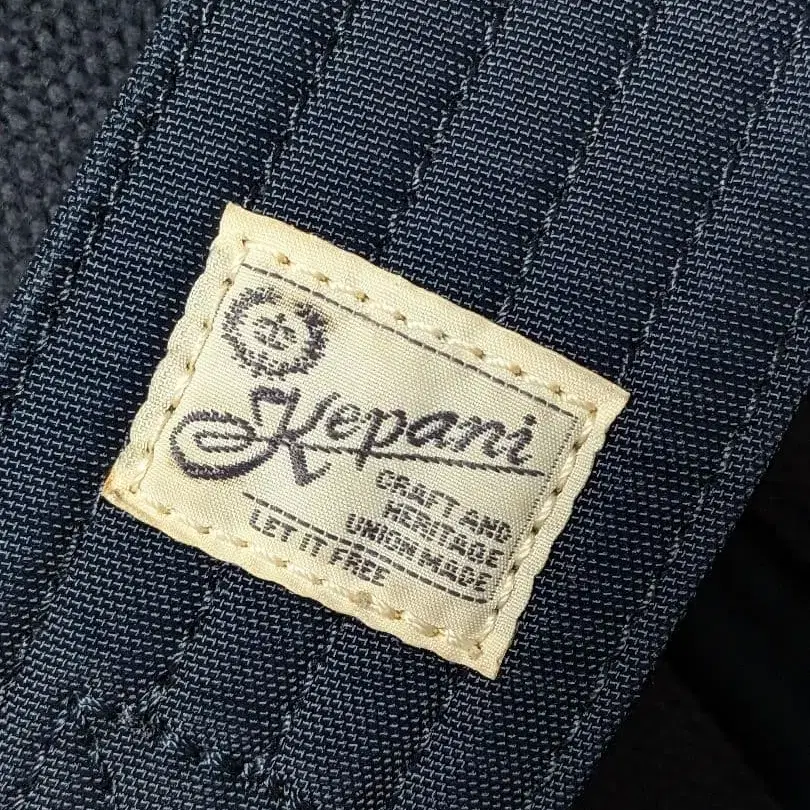 Kepani
CRAFT AND
HERITAGE
UNION MADE
LET IT FREE